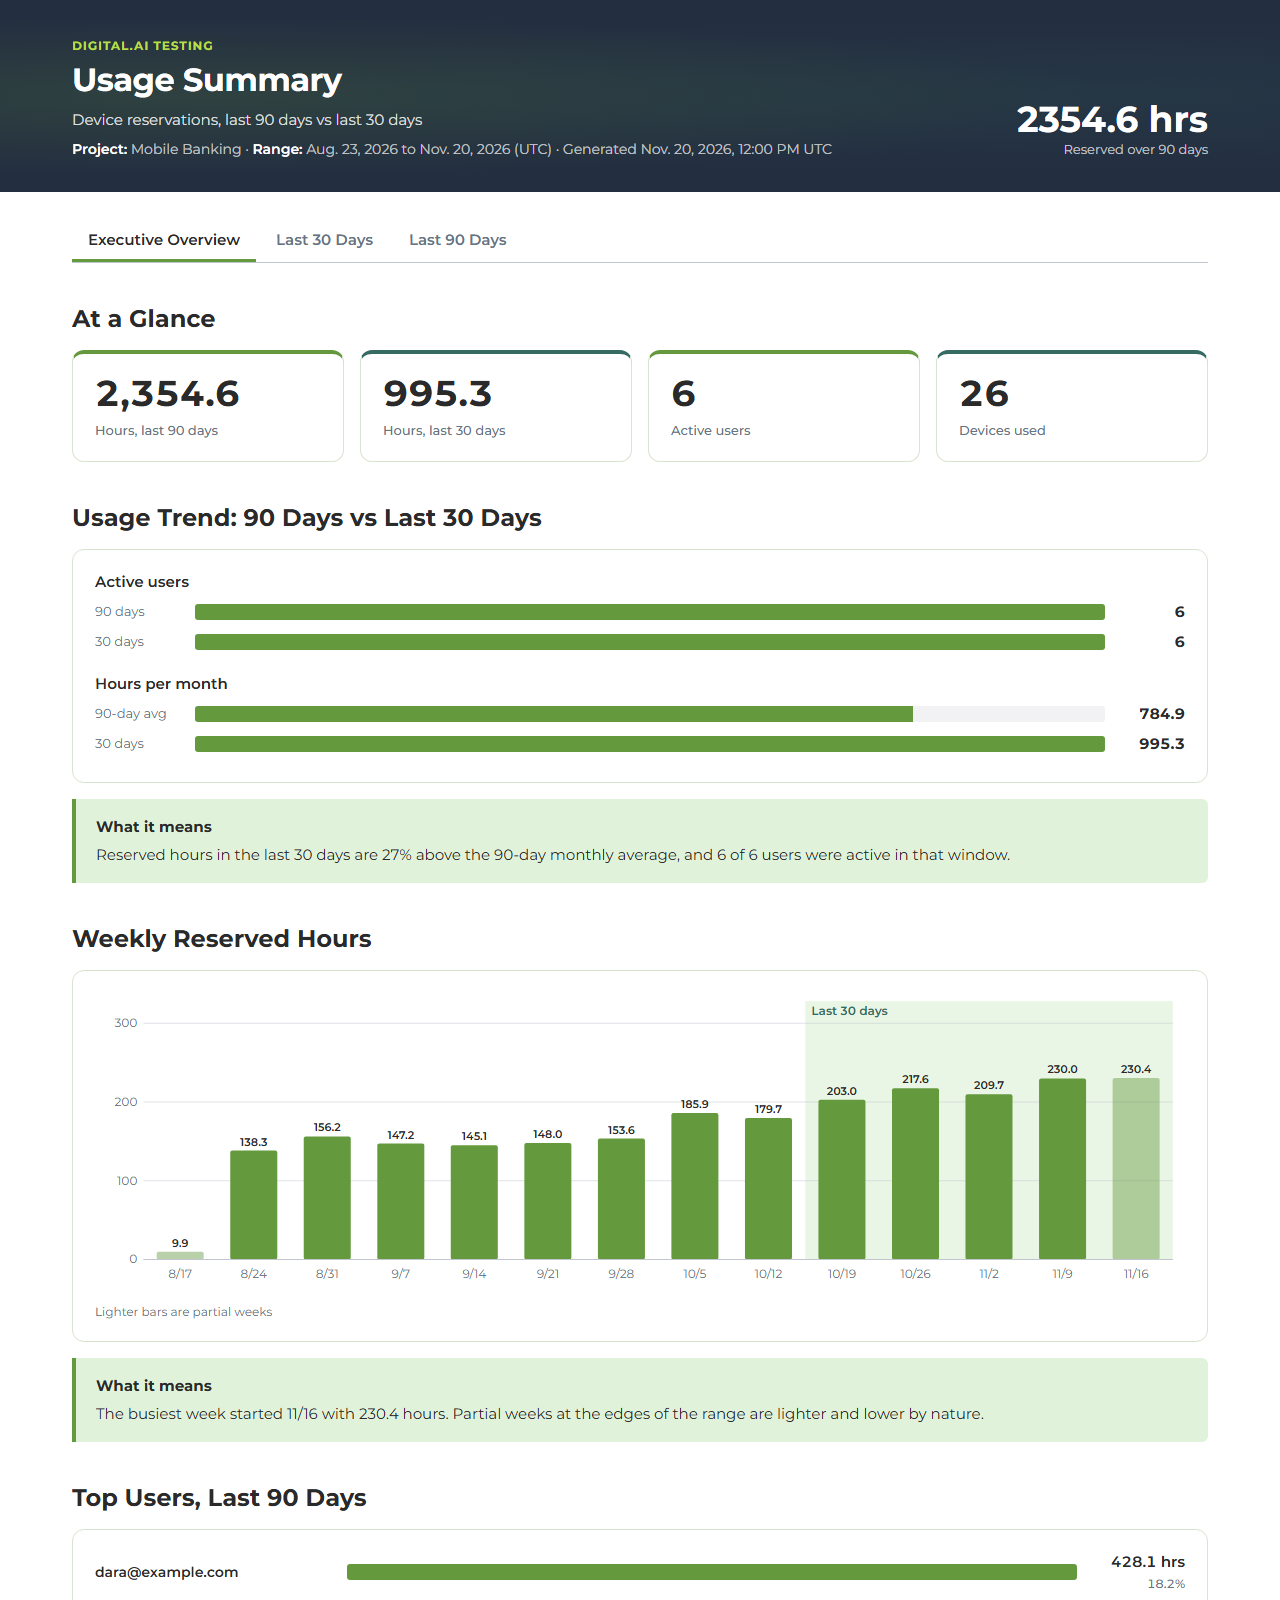 DIGITAL.AI TESTING
Usage Summary
Device reservations, last 90 days vs last 30 days
Project: Mobile Banking · Range: Aug. 23, 2026 to Nov. 20, 2026 (UTC) · Generated Nov. 20, 2026, 12:00 PM UTC
2354.6 hrs
Reserved over 90 days
Executive Overview Last 30 Days Last 90 Days
At a Glance
2,354.6
Hours, last 90 days
995.3
Hours, last 30 days
6
Active users
26
Devices used
Usage Trend: 90 Days vs Last 30 Days
Active users
90 days 6
30 days 6
Hours per month
90-day avg 784.9
30 days 995.3
What it means
Reserved hours in the last 30 days are 27% above the 90-day monthly average, and 6 of 6 users were active in that window.
Weekly Reserved Hours
Last 30 days
300
200
100
0
9.9 138.3 156.2 147.2 145.1 148.0 153.6 185.9 179.7 203.0 217.6 209.7 230.0 230.4
8/17 8/24 8/31 9/7 9/14 9/21 9/28 10/5 10/12 10/19 10/26 11/2 11/9 11/16
Lighter bars are partial weeks
What it means
The busiest week started 11/16 with 230.4 hours. Partial weeks at the edges of the range are lighter and lower by nature.
Top Users, Last 90 Days
dara@example.com 428.1 hrs
18.2%